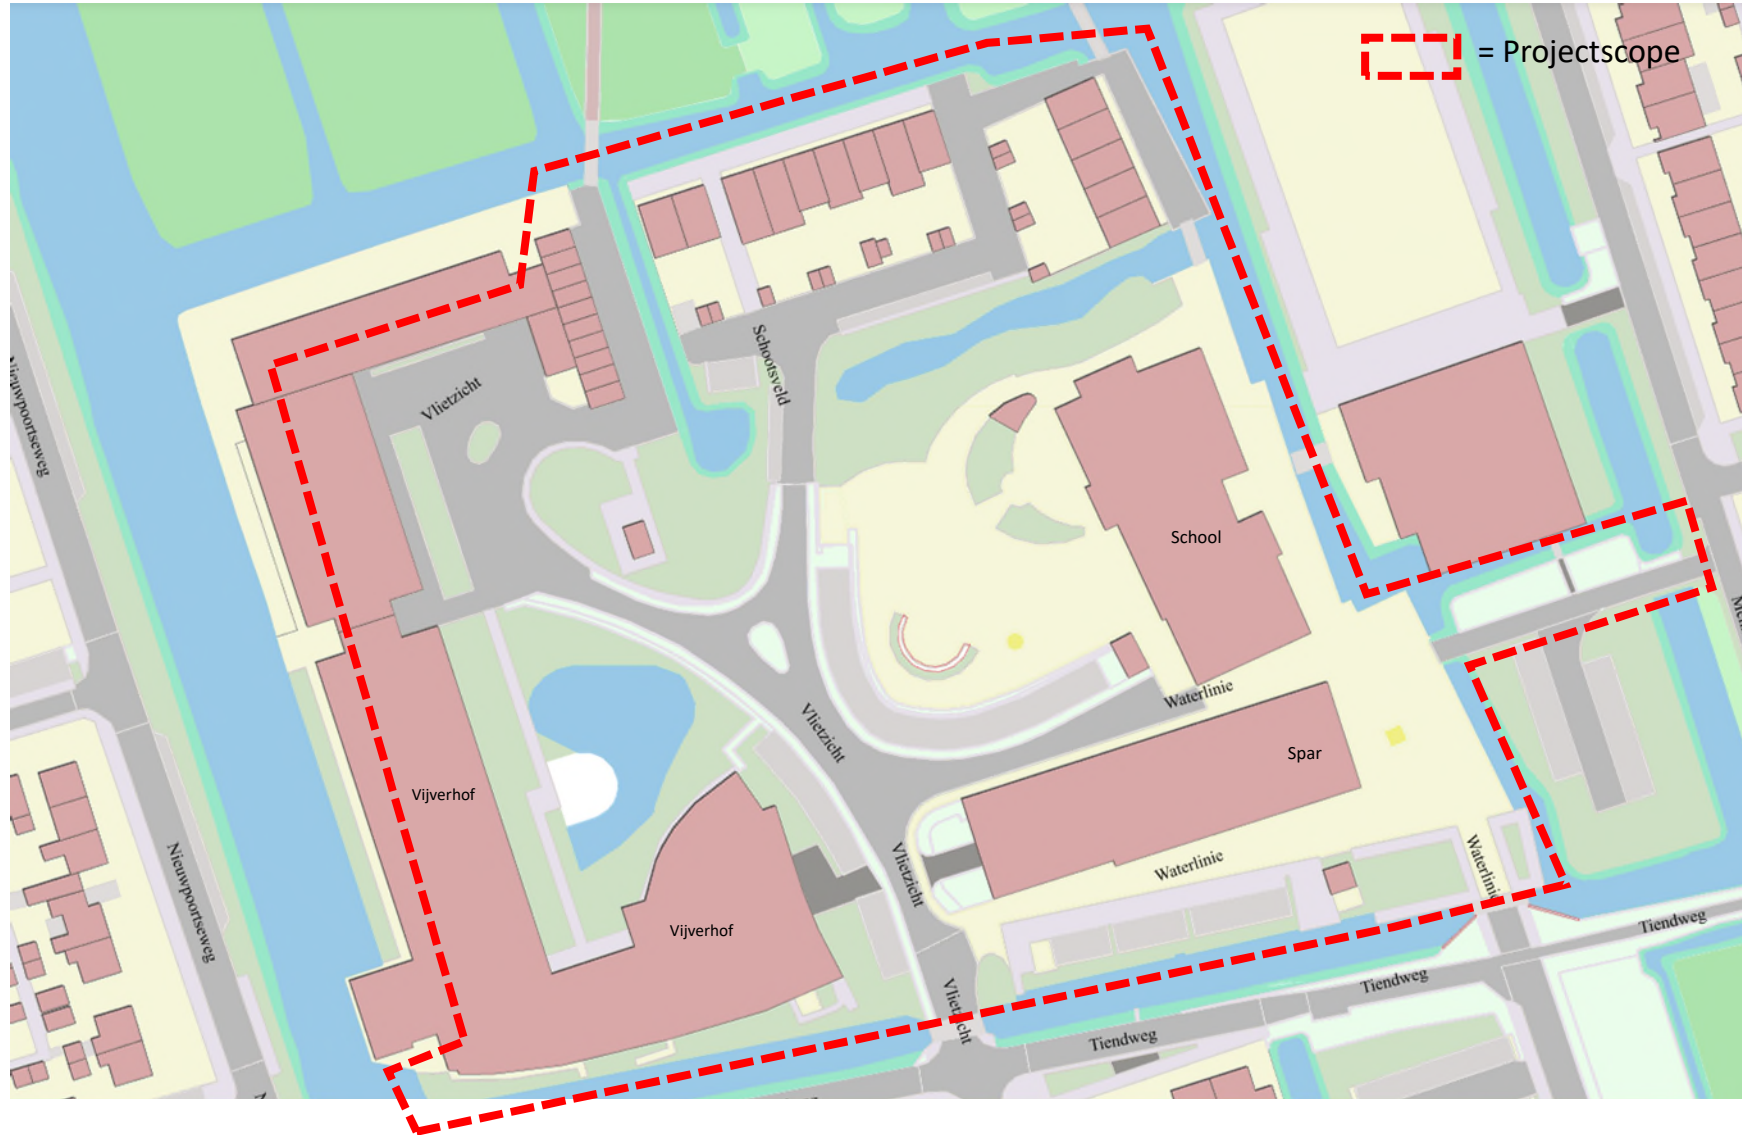 = Projectscope
Nieuwpoortseweg
Vlietzicht
Schootsveld
School
Waterlinie
Vlietzicht
Spar
Vijverhof
Nieuwpoortseweg
Vlietzicht
Waterlinie
Waterlinie
Vijverhof
Tiendweg
Tiendweg
Vlietzicht
Tiendweg